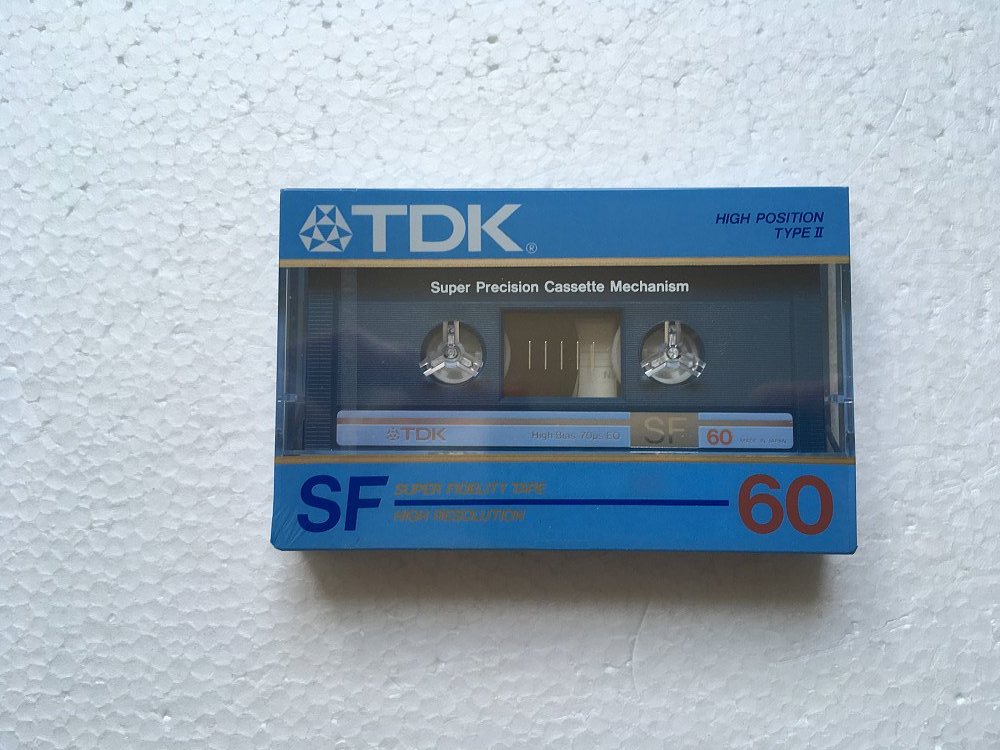 TDK®
HIGH POSITION
TYPE II
Super Precision Cassette Mechanism
TDK
High Bias 70μs EQ
SF
60
MADE IN JAPAN
SF
SUPER FIDELITY TAPE
HIGH RESOLUTION
60